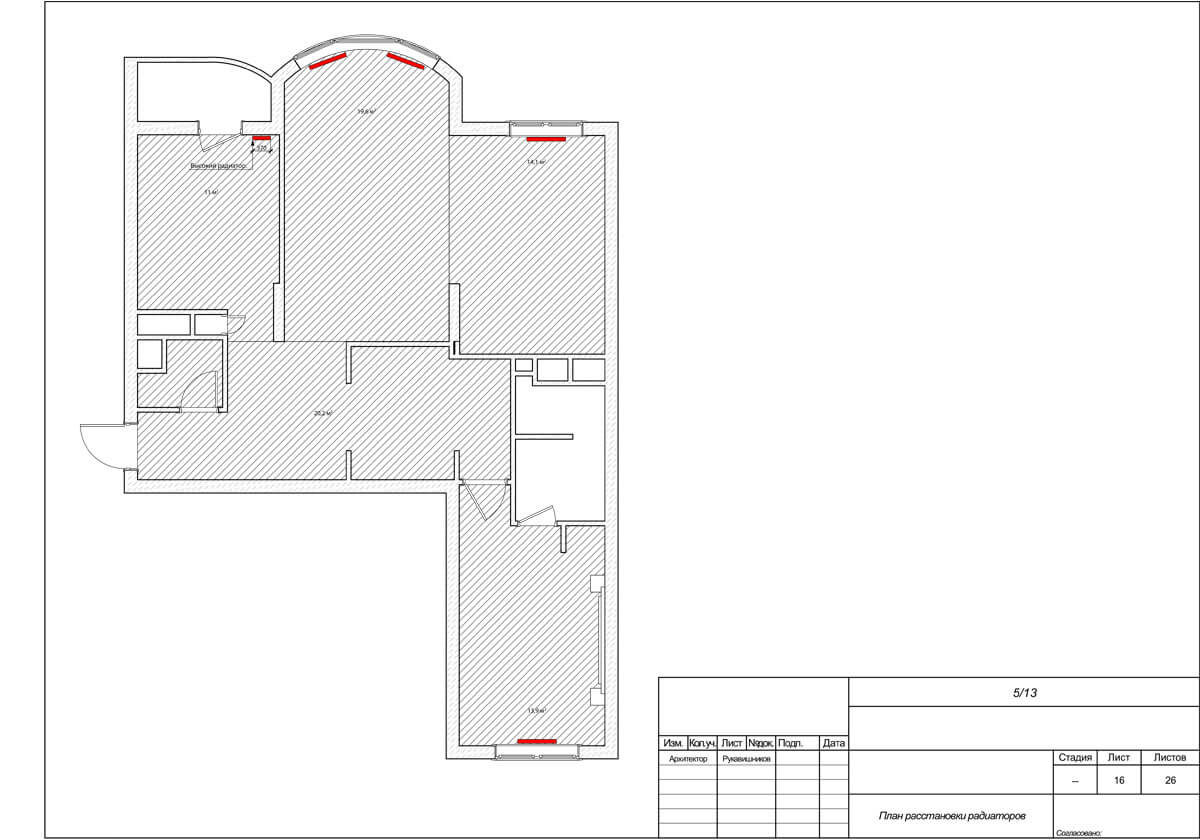 19,6 м²
14,1 м²
370
Высокий радиатор
11 м²
20,2 м²
13,9 м²
5/13
Изм. Кол.уч. Лист №док. Подп. Дата
Архитектор Рукавишников
Стадия Лист Листов
-- 16 26
План расстановки радиаторов
Согласовано: